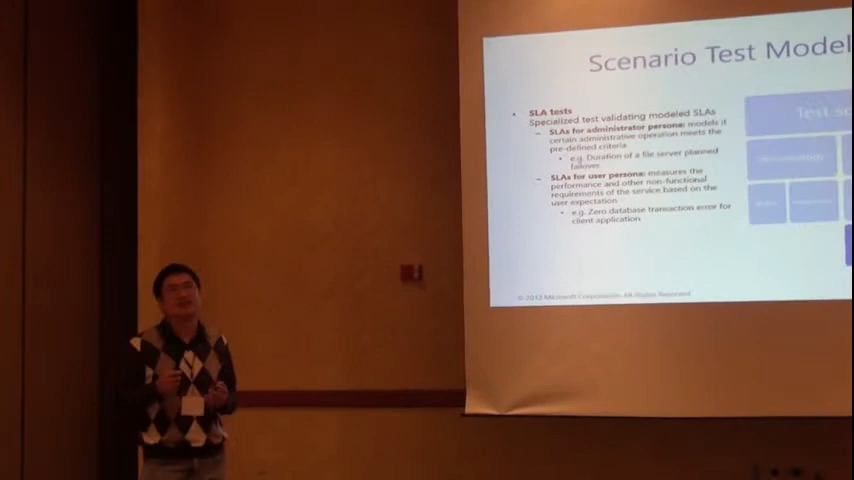 Scenario Test Model
• SLA tests
Specialized test validating modeled SLAs
– SLAs for administrator persona: models if
certain administrative operation meets the
pre-defined criteria
• e.g. Duration of a file server planned
failover
– SLAs for user persona: measures the
performance and other non-functional
requirements of the service based on the
user expectation
• e.g. Zero database transaction error for
client application
Test sc
© 2012 Microsoft Corporation. All Rights Reserved.